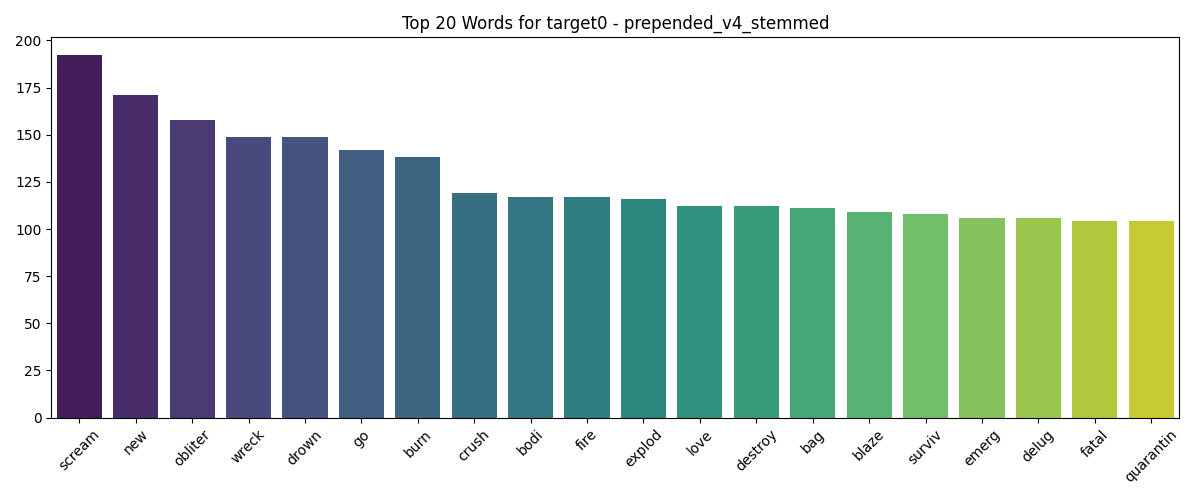 Top 20 Words for target0 - prepended_v4_stemmed
200
175
150
125
100
75
50
25
0
scream
new
obliter
wreck
drown
go
burn
crush
bodi
fire
explod
love
destroy
bag
blaze
surviv
emerg
delug
fatal
quarantin